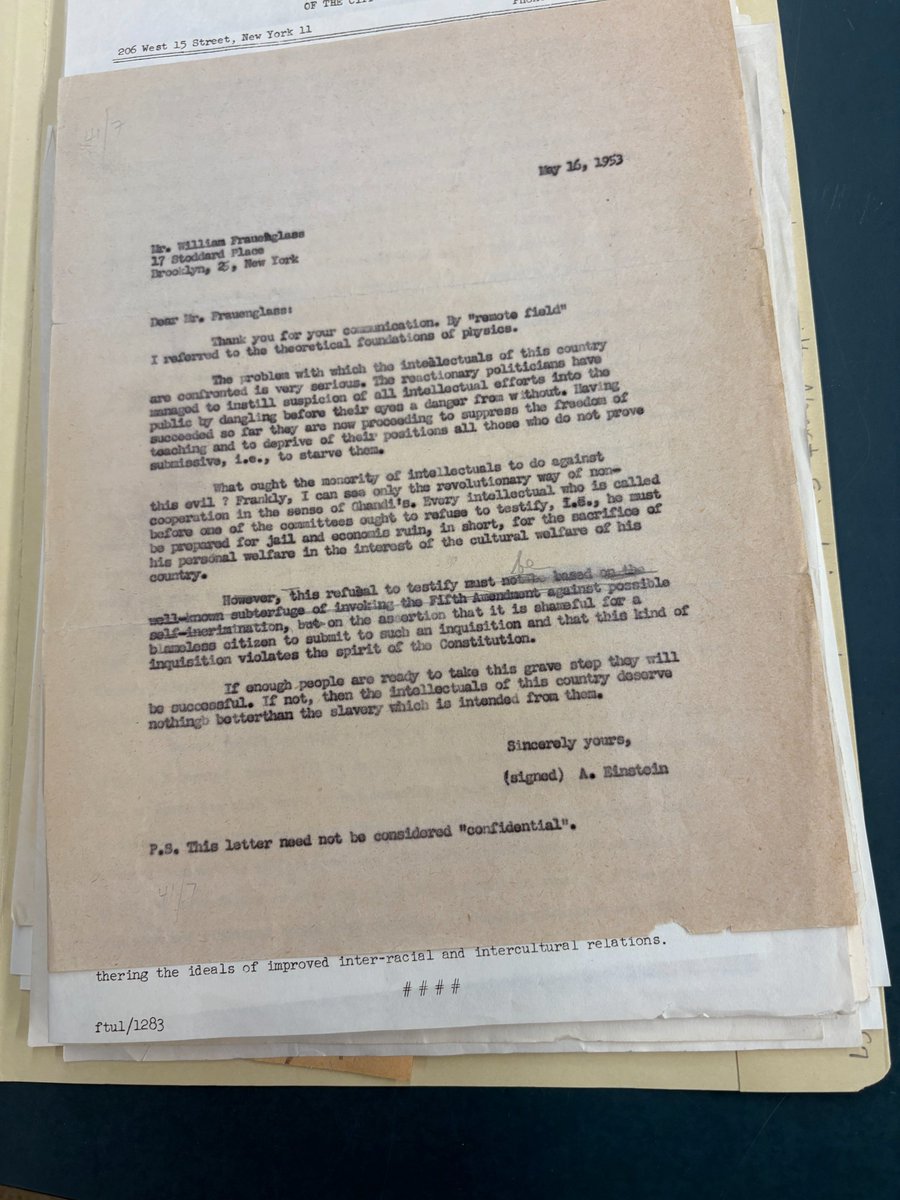 OF THE CIT
PHON
206 West 15 Street, New York 11
41/7
May 16, 1953
Mr. William Frauenglass
17 Stoddard Place
Brooklyn, 25, New York
Dear Mr. Frauenglass:
Thank you for your communication. By "remote field"
I referred to the theoretical foundations of physics.
The problem with which the intellectuals of this country
are confronted is very serious. The reactionary politicians have
managed to instill suspicion of all intellectual efforts into the
public by dangling before their eyes a danger from without. Having
succeeded so far they are now proceeding to suppress the freedom of
teaching and to deprive of their positions all those who do not prove
submissive, i.e., to starve them.
What ought the monority of intellectuals to do against
this evil ? Frankly, I can see only the revolutionary way of non-
cooperation in the sense of Ghandi's. Every intellectual who is called
before one of the committees ought to refuse to testify, I.E., he must
be prepared for jail and economic ruin, in short, for the sacrifice of
his personal welfare in the interest of the cultural welfare of his
country.
be
However, this refusal to testify must not be based on the
well-known subterfuge of invoking the Fifth Amendment against possible
self-incrimination, but on the assertion that it is shameful for a
blameless citizen to submit to such an inquisition and that this kind of
inquisition violates the spirit of the Constitution.
If enough people are ready to take this grave step they will
be successful. If not, then the intellectuals of this country deserve
nothingb betterthan the slavery which is intended from them.
Sincerely yours,
(signed) A. Einstein
P.S. This letter need not be considered "confidential".
41/7
thering the ideals of improved inter-racial and intercultural relations.
####
ftul/1283